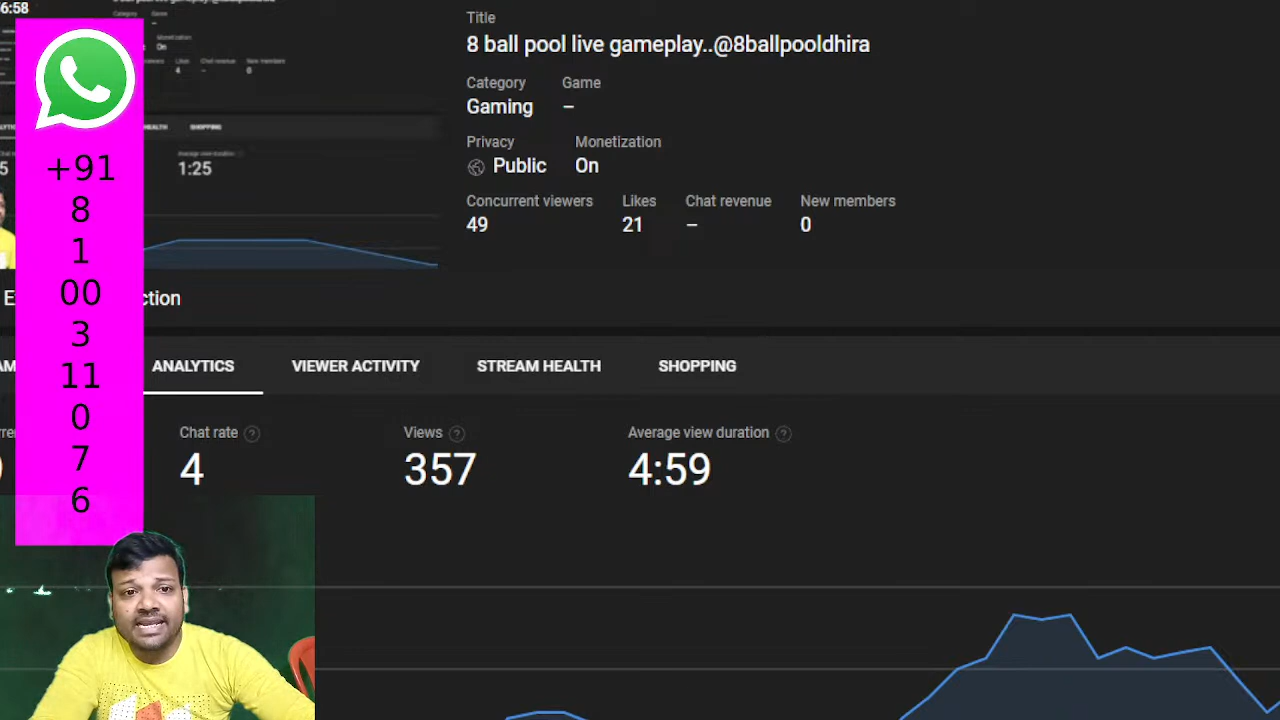 6:58
+91
8
1
00
3
11
0
7
6
1:25
Title
8 ball pool live gameplay..@8ballpooldhira
Category Game
Gaming –
Privacy Monetization
Public On
Concurrent viewers Likes Chat revenue New members
49 21 – 0
ction
ANALYTICS VIEWER ACTIVITY STREAM HEALTH SHOPPING
Chat rate Views Average view duration
4 357 4:59